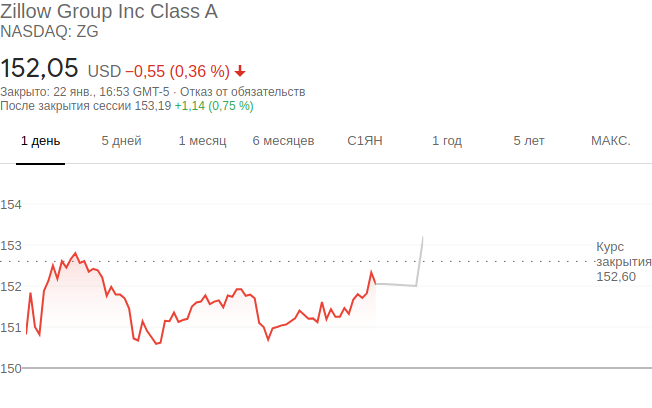 Zillow Group Inc Class A
NASDAQ: ZG
152,05 USD −0,55 (0,36 %)
Закрыто: 22 янв., 16:53 GMT-5 · Отказ от обязательств
После закрытия сессии 153,19 +1,14 (0,75 %)
1 день 5 дней 1 месяц 6 месяцев С1ЯН 1 год 5 лет МАКС.
154
153
152
151
150
Курс
закрытия
152,60